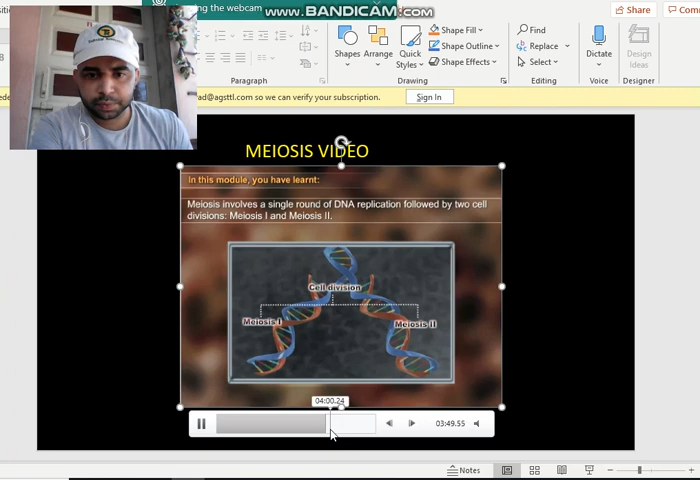 www.BANDICAM.com
ng the webcam
Share
Comm
Shapes
Arrange
Quick
Styles
Shape Fill
Shape Outline
Shape Effects
Find
Replace
Select
Dictate
Design
Ideas
Paragraph
Drawing
Editing
Voice
Designer
ad@agsttl.com so we can verify your subscription.
Sign In
MEIOSIS VIDEO
In this module, you have learnt:
Meiosis involves a single round of DNA replication followed by two cell
divisions: Meiosis I and Meiosis II.
Cell division
Meiosis I
Meiosis II
04:00.24
03:49.55
Notes